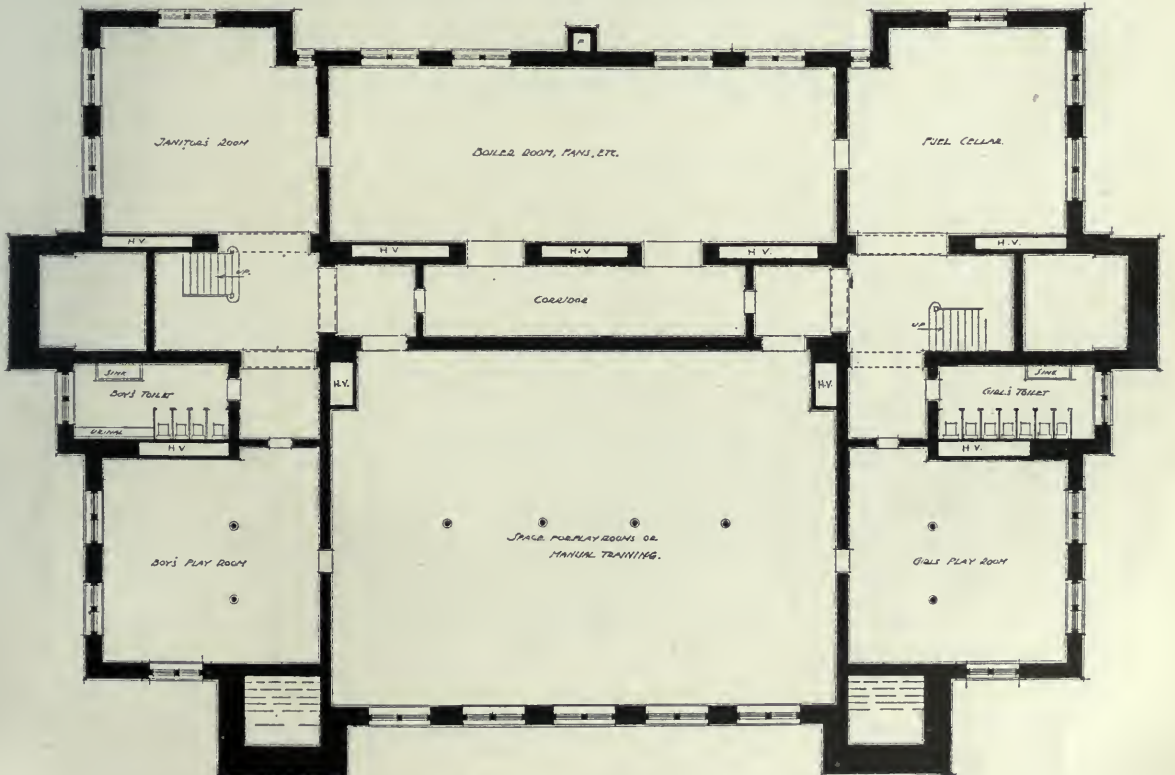 JANITOR'S ROOM
BOILER ROOM, FANS, ETC.
FUEL CELLAR.
H.V.
H.V.
H.V.
H.V.
H.V.
UP.
CORRIDOR
UP
SINK
BOY'S TOILET
URINAL
H.V.
H.V.
H.V.
SINK
GIRL'S TOILET
H.V.
BOY'S PLAY ROOM
SPACE FOR PLAY ROOMS OR
MANUAL TRAINING.
GIRLS PLAY ROOM